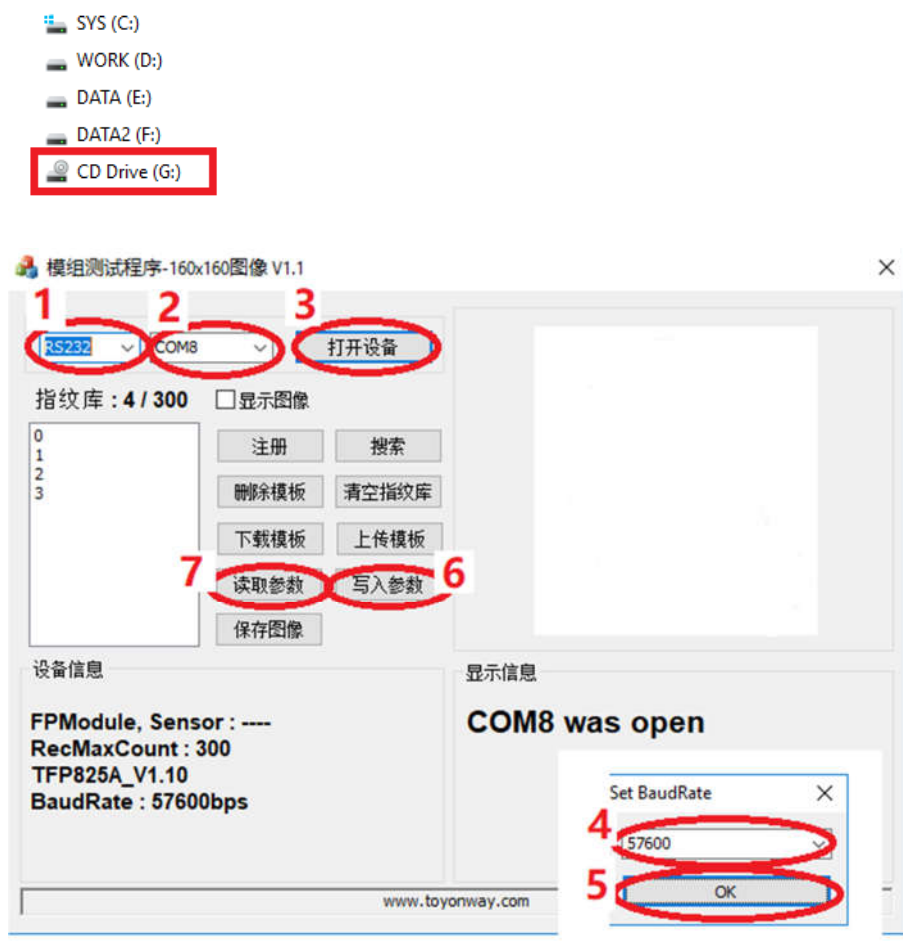 SYS (C:)
WORK (D:)
DATA (E:)
DATA2 (F:)
CD Drive (G:)
模组测试程序-160x160图像 V1.1
1 2 3
RS232 COM8 打开设备
指纹库 : 4 / 300 显示图像
0
1
2
3
注册 搜索
删除模板 清空指纹库
下载模板 上传模板
7 读取参数 写入参数 6
保存图像
设备信息
FPModule, Sensor : ----
RecMaxCount : 300
TFP825A_V1.10
BaudRate : 57600bps
显示信息
COM8 was open
Set BaudRate
4 57600
5 OK
www.toyonway.com